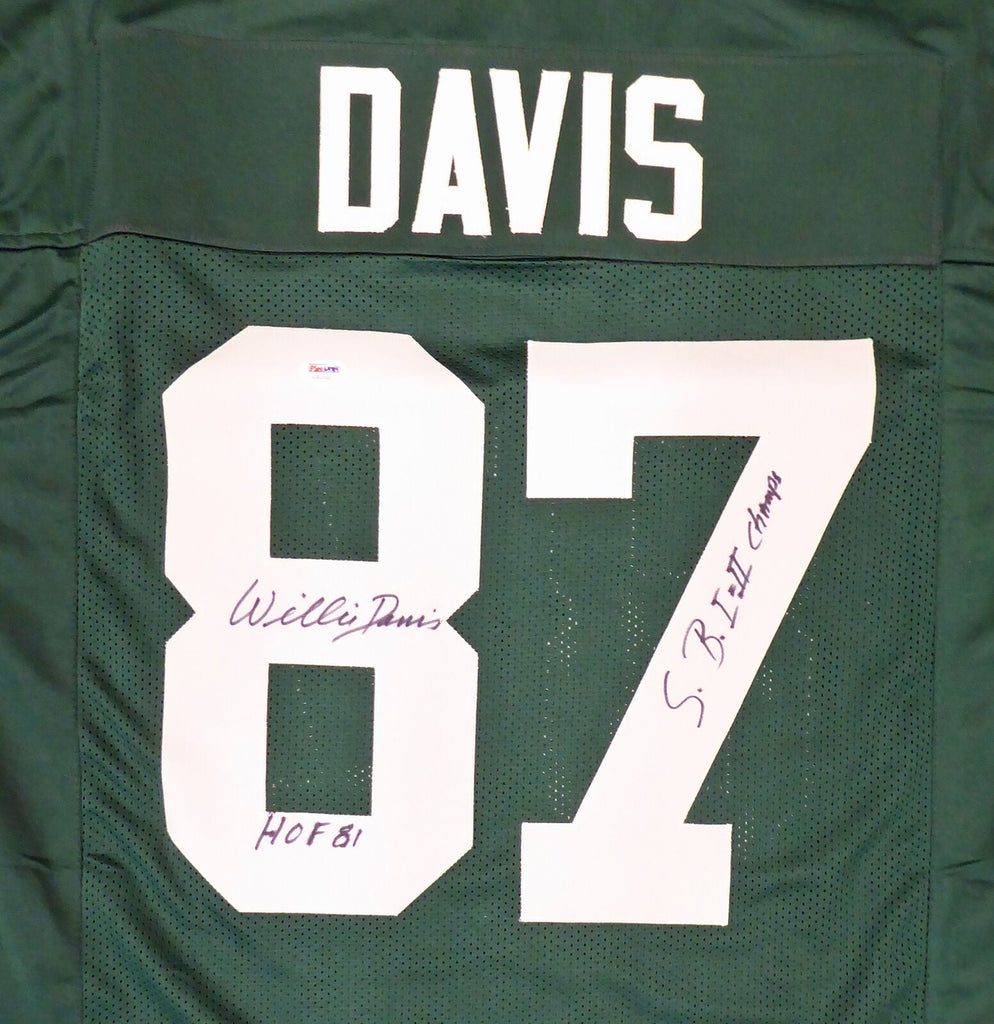 DAVIS
87
Willie Davis
HOF 81
S. B. I & II Champs